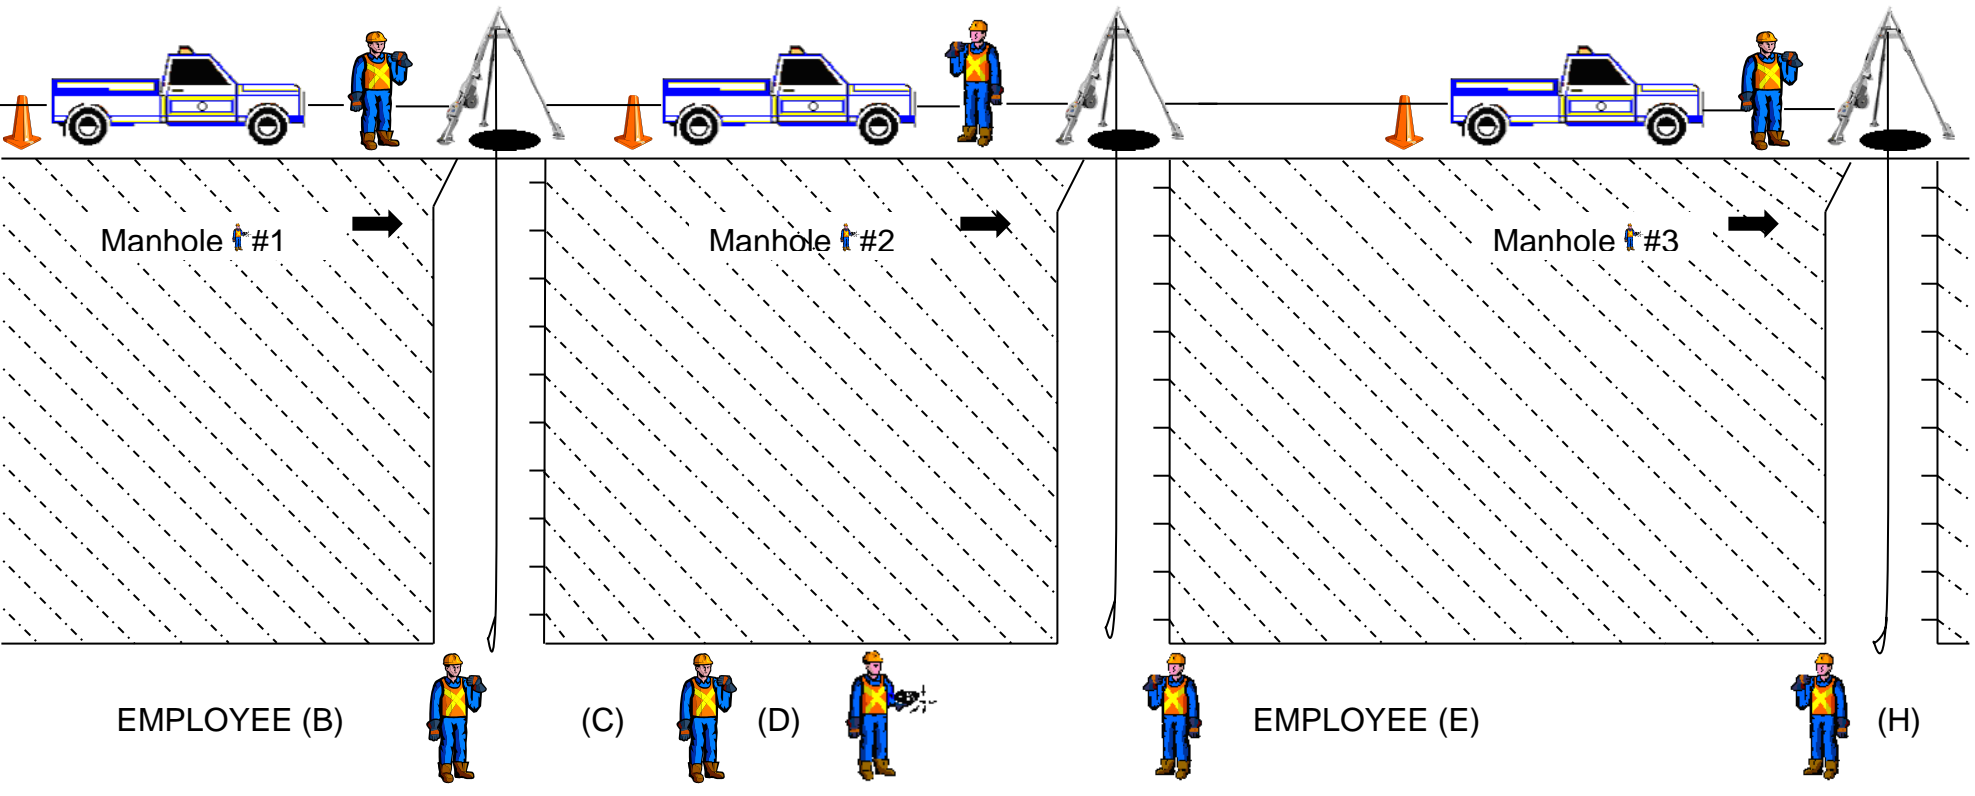 Manhole #1
Manhole #2
Manhole #3
EMPLOYEE (B)
(C)
(D)
EMPLOYEE (E)
(H)